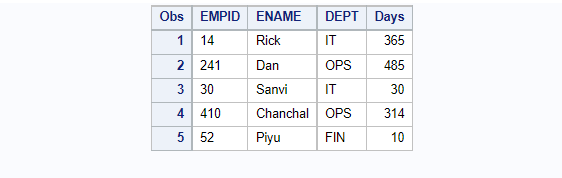 Obs EMPID ENAME DEPT Days
1 14 Rick IT 365
2 241 Dan OPS 485
3 30 Sanvi IT 30
4 410 Chanchal OPS 314
5 52 Piyu FIN 10